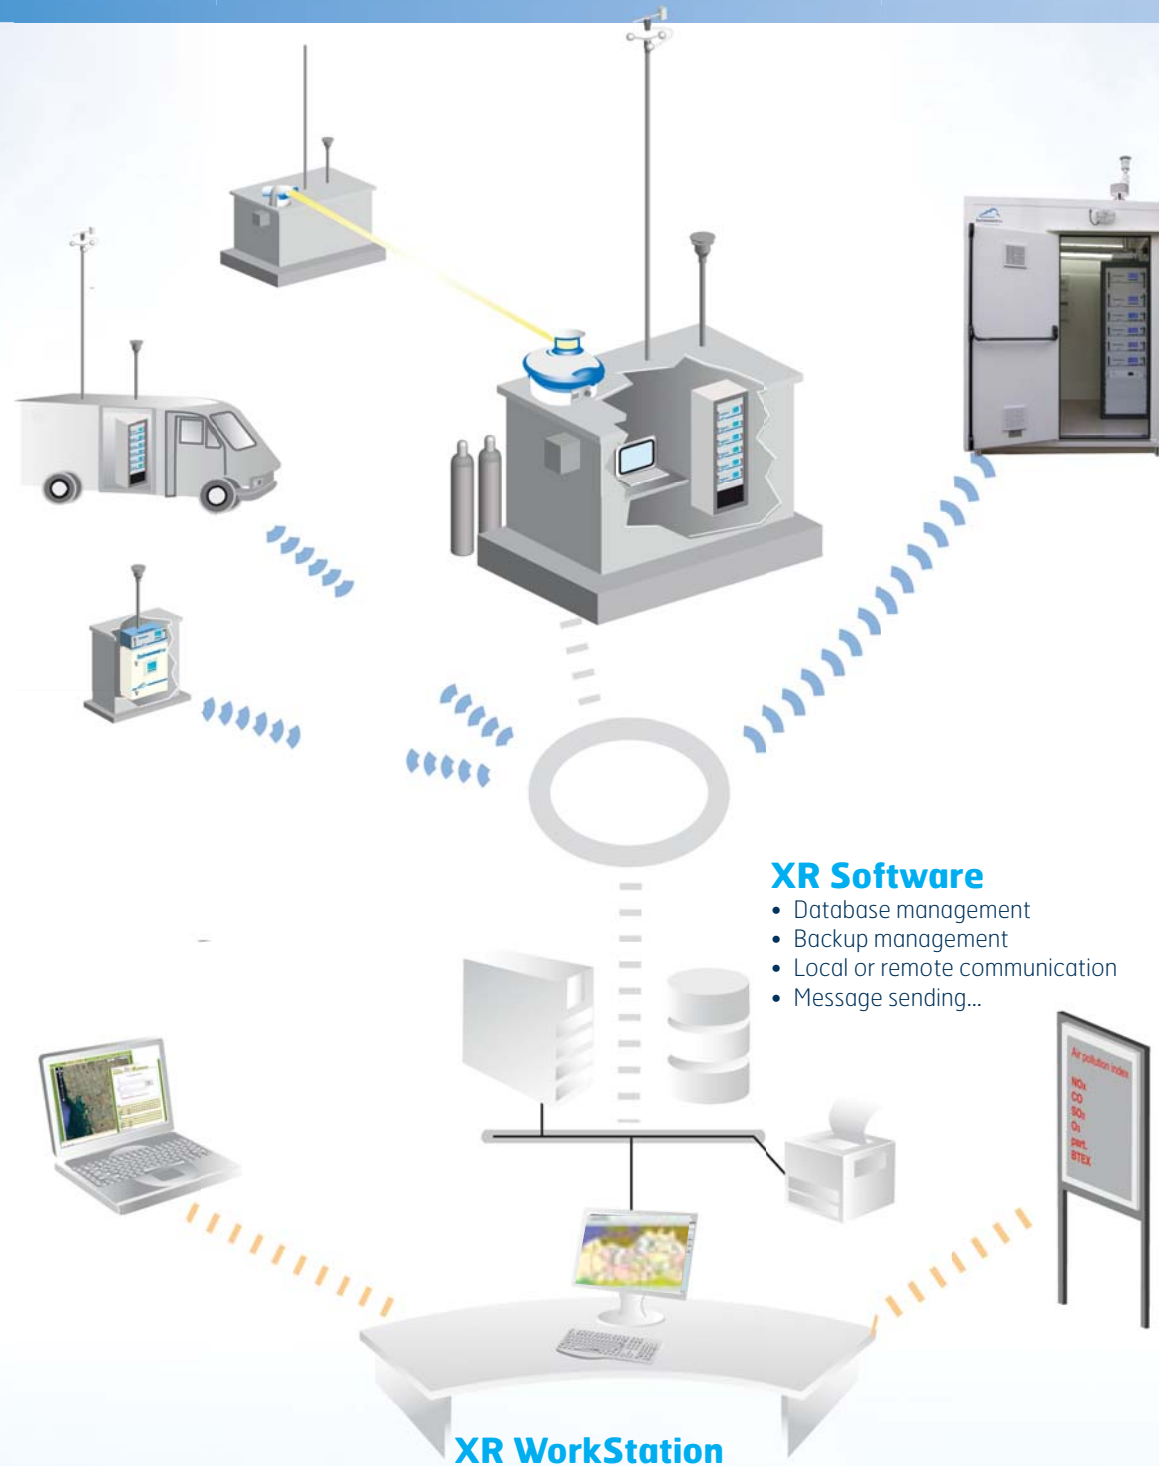 XR Software
• Database management
• Backup management
• Local or remote communication
• Message sending...
Air pollution index
NOx
CO
SO₂
O₃
part.
BTEX
XR WorkStation